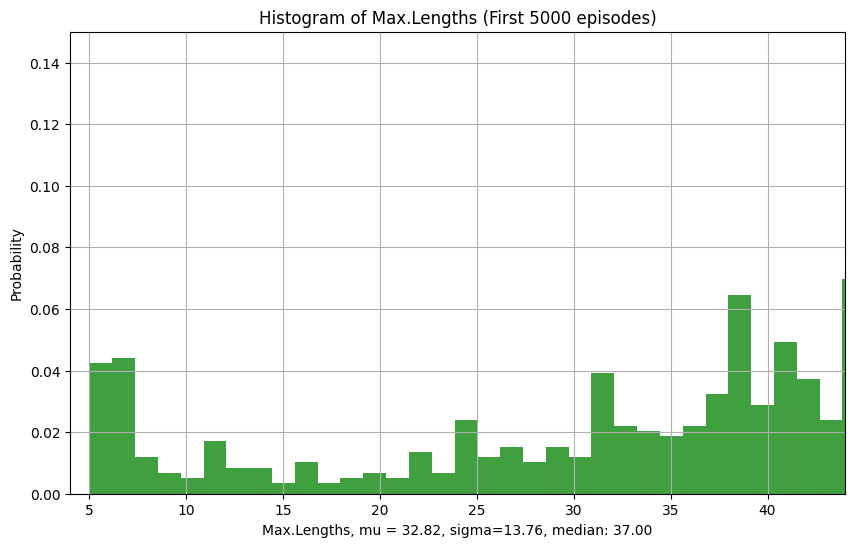 Histogram of Max.Lengths (First 5000 episodes)
0.14
0.12
0.10
0.08
0.06
0.04
0.02
0.00
Probability
5 10 15 20 25 30 35 40
Max.Lengths, mu = 32.82, sigma=13.76, median: 37.00